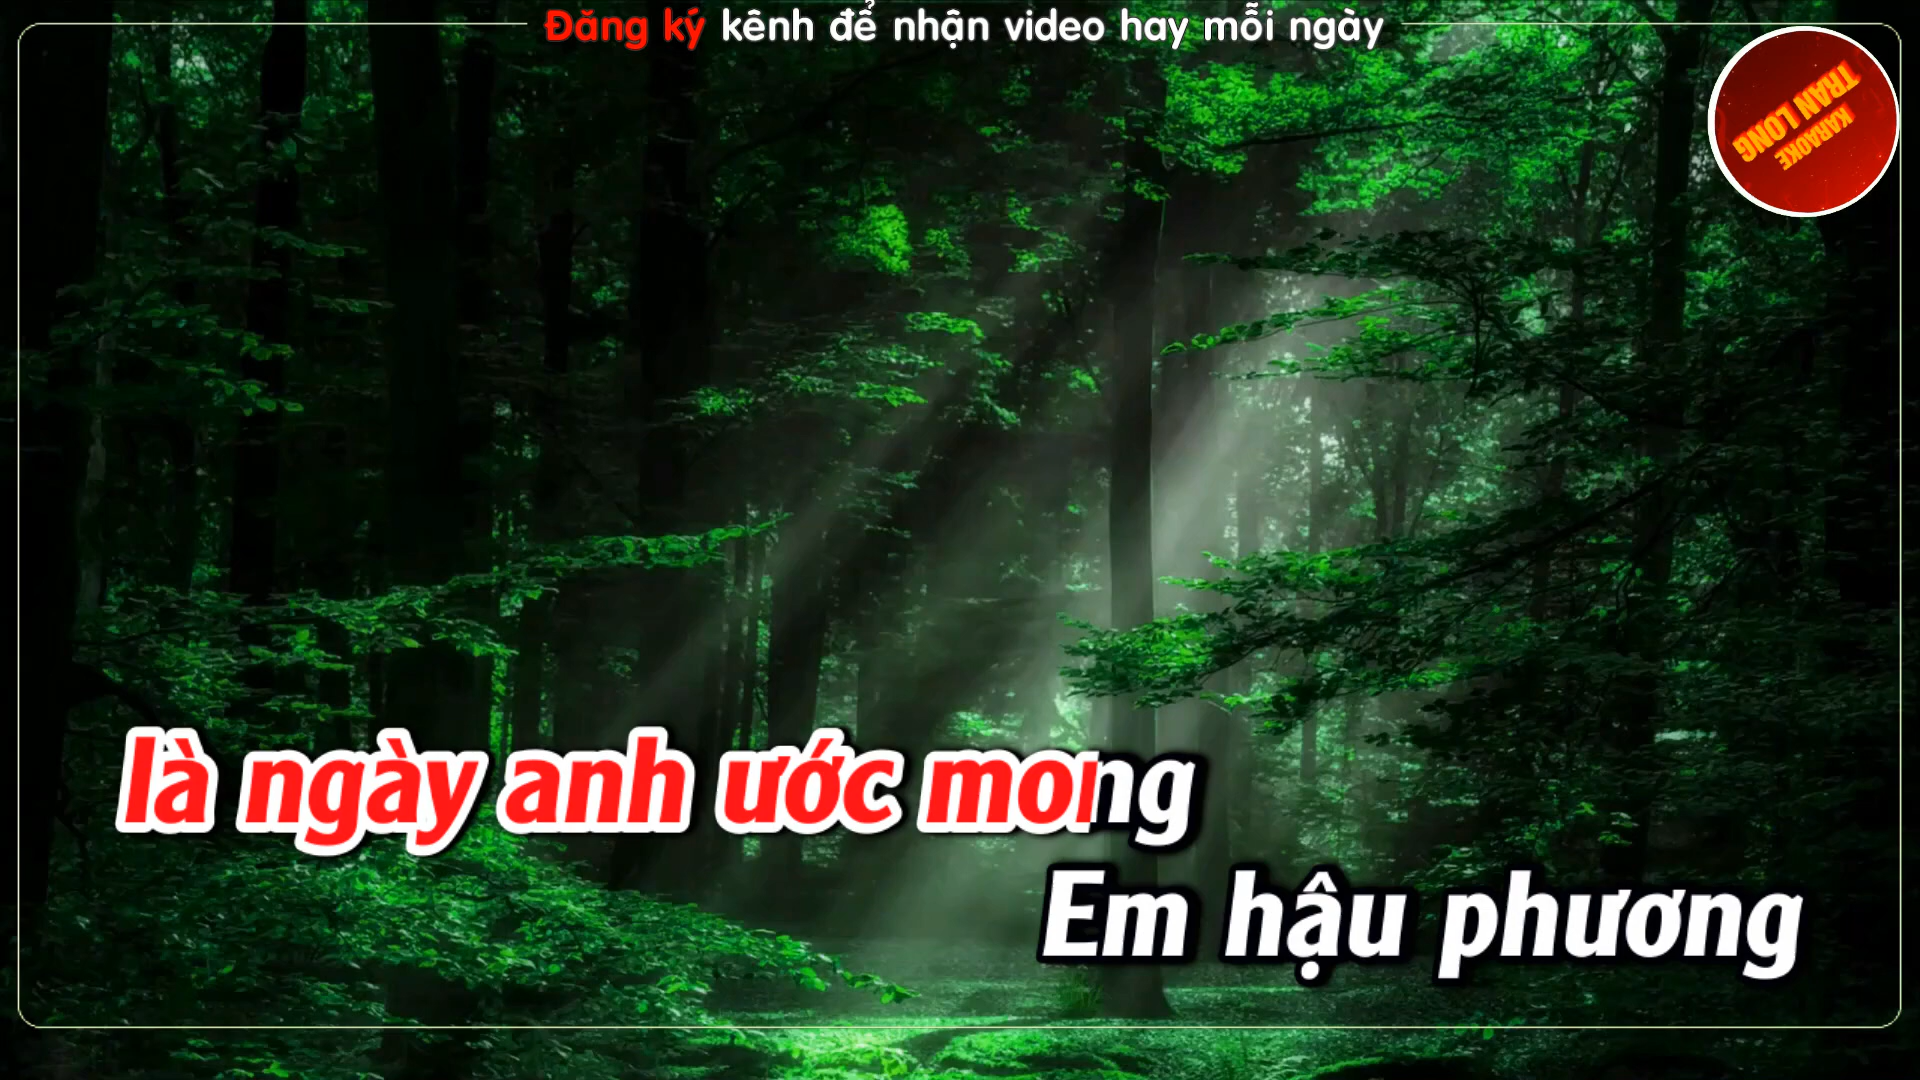 Đăng ký kênh để nhận video hay mỗi ngày
TRAN LONG
KARAOKE
là ngày anh ước mong
Em hậu phương